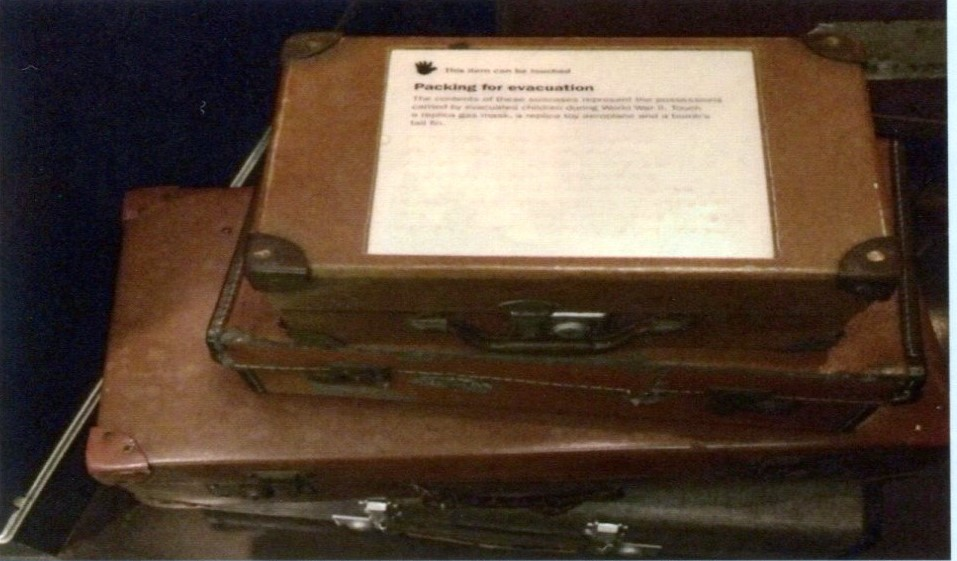 This item can be touched
Packing for evacuation
The contents of these suitcases represent the possessions
carried by evacuated children during World War II. Touch
a replica gas mask, a replica toy aeroplane and a bomb's
tail fin.